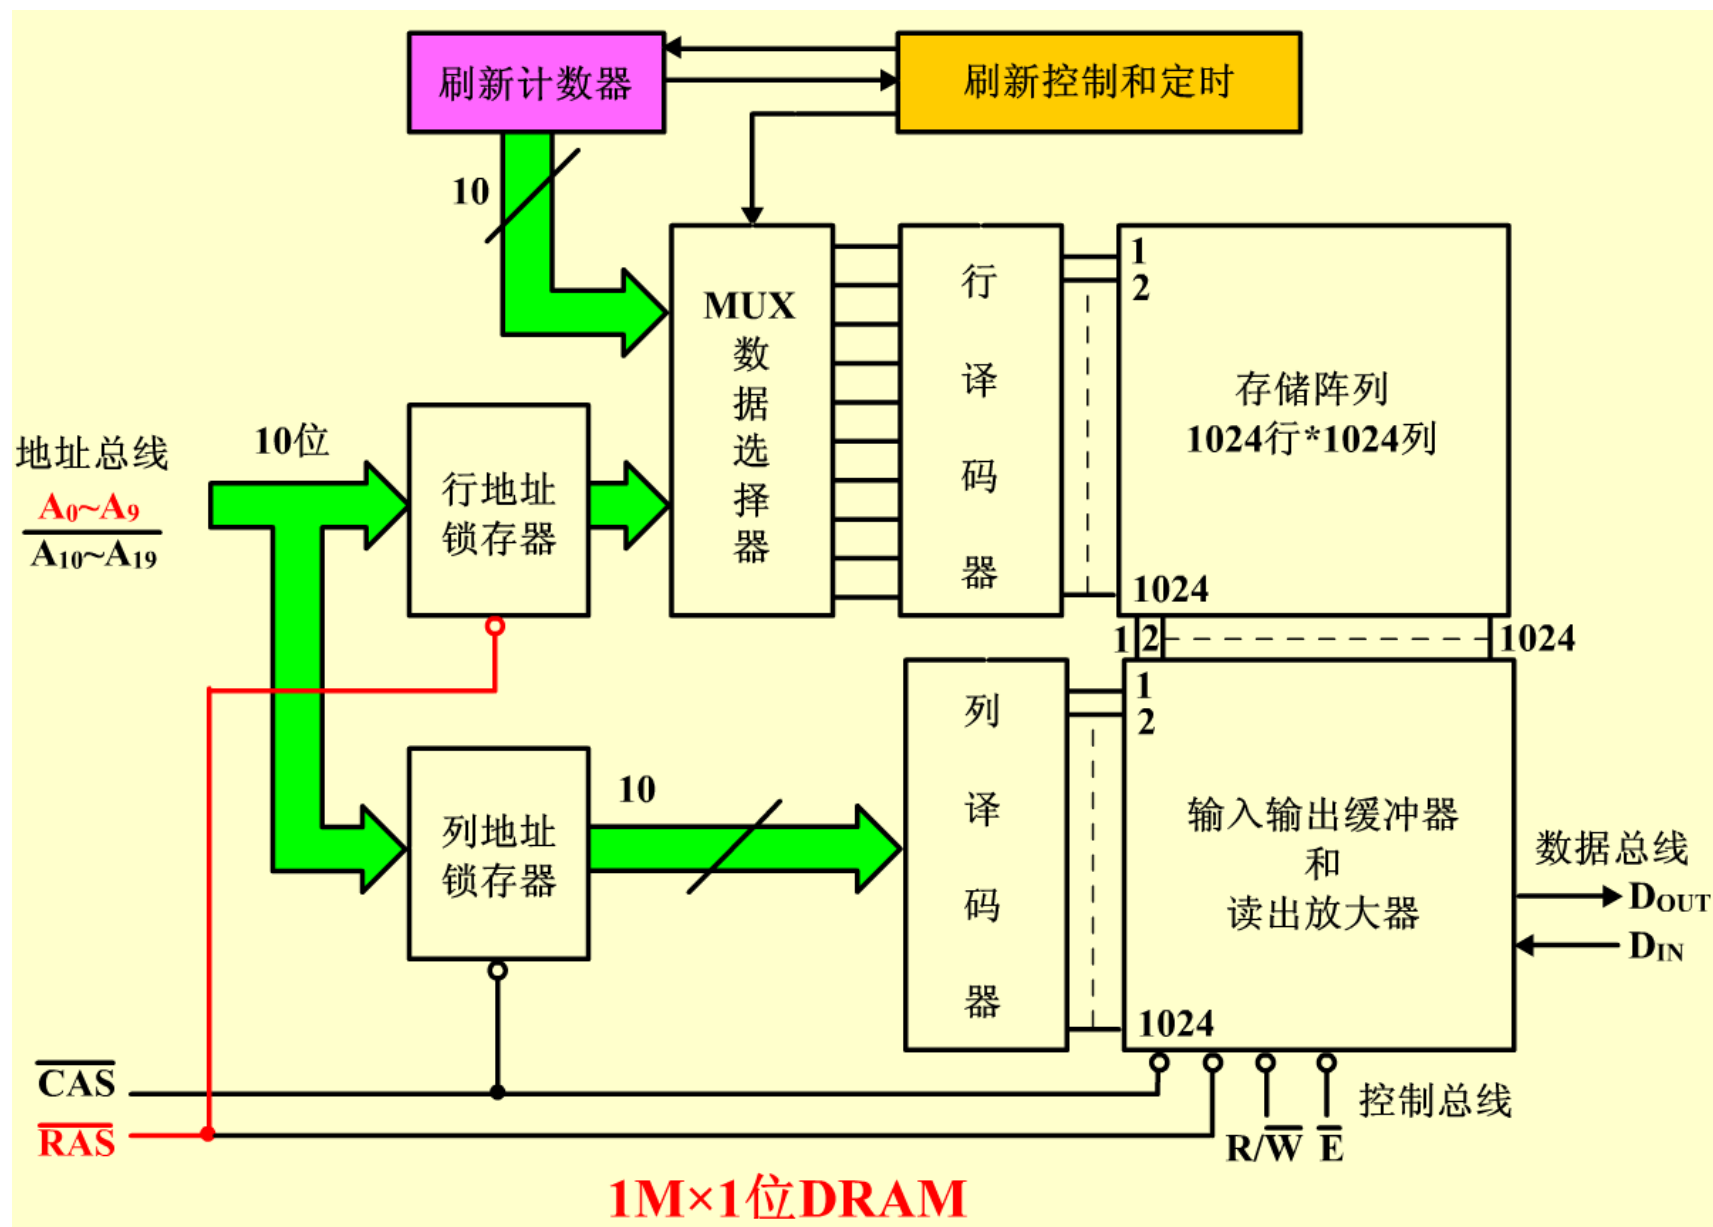 刷新计数器
刷新控制和定时
10
MUX
数
据
选
择
器
行
译
码
器
1
2
1024
存储阵列
1024行*1024列
地址总线
A₀~A₉
A₁₀~A₁₉
10位
行地址
锁存器
1 2 1024
列地址
锁存器
10
列
译
码
器
1
2
1024
输入输出缓冲器
和
读出放大器
数据总线
D_OUT
D_IN
C̅A̅S̅
R̅A̅S̅
R/W̅ E̅
控制总线
1M×1位DRAM